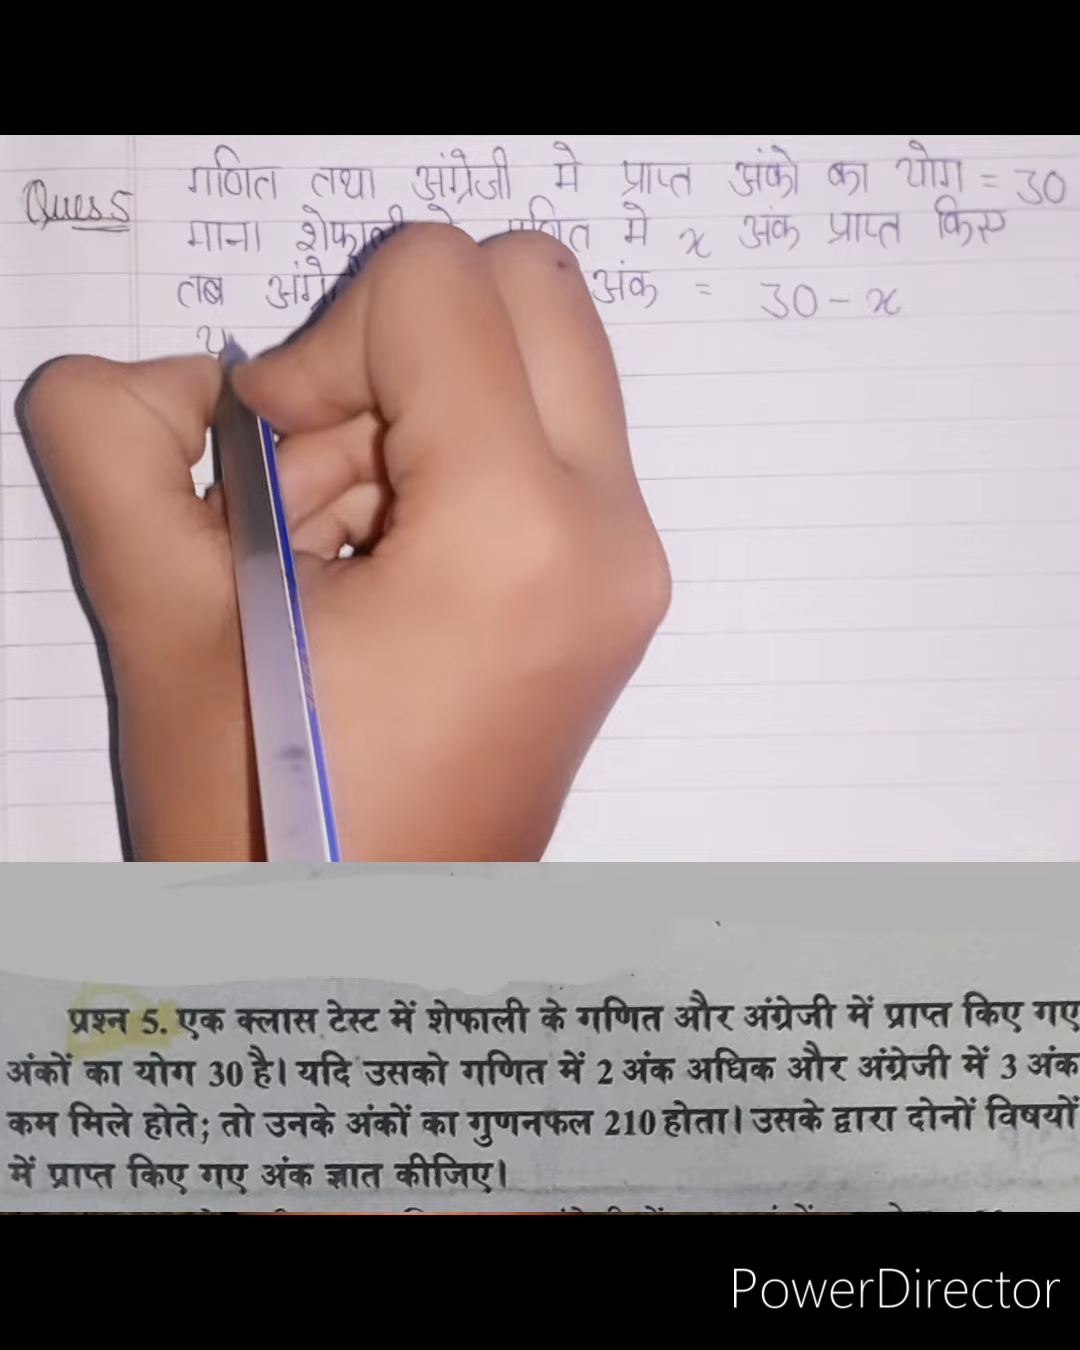 Ques 5
गणित तथा अंग्रेजी मे प्राप्त अंको का योग = 30
माना शेफाली मे x अंक प्राप्त किए
तब अंक = 30 - x
प्रश्न 5. एक क्लास टेस्ट में शेफाली के गणित और अंग्रेजी में प्राप्त किए गए
अंकों का योग 30 है। यदि उसको गणित में 2 अंक अधिक और अंग्रेजी में 3 अंक
कम मिले होते; तो उनके अंकों का गुणनफल 210 होता। उसके द्वारा दोनों विषयों
में प्राप्त किए गए अंक ज्ञात कीजिए।
PowerDirector